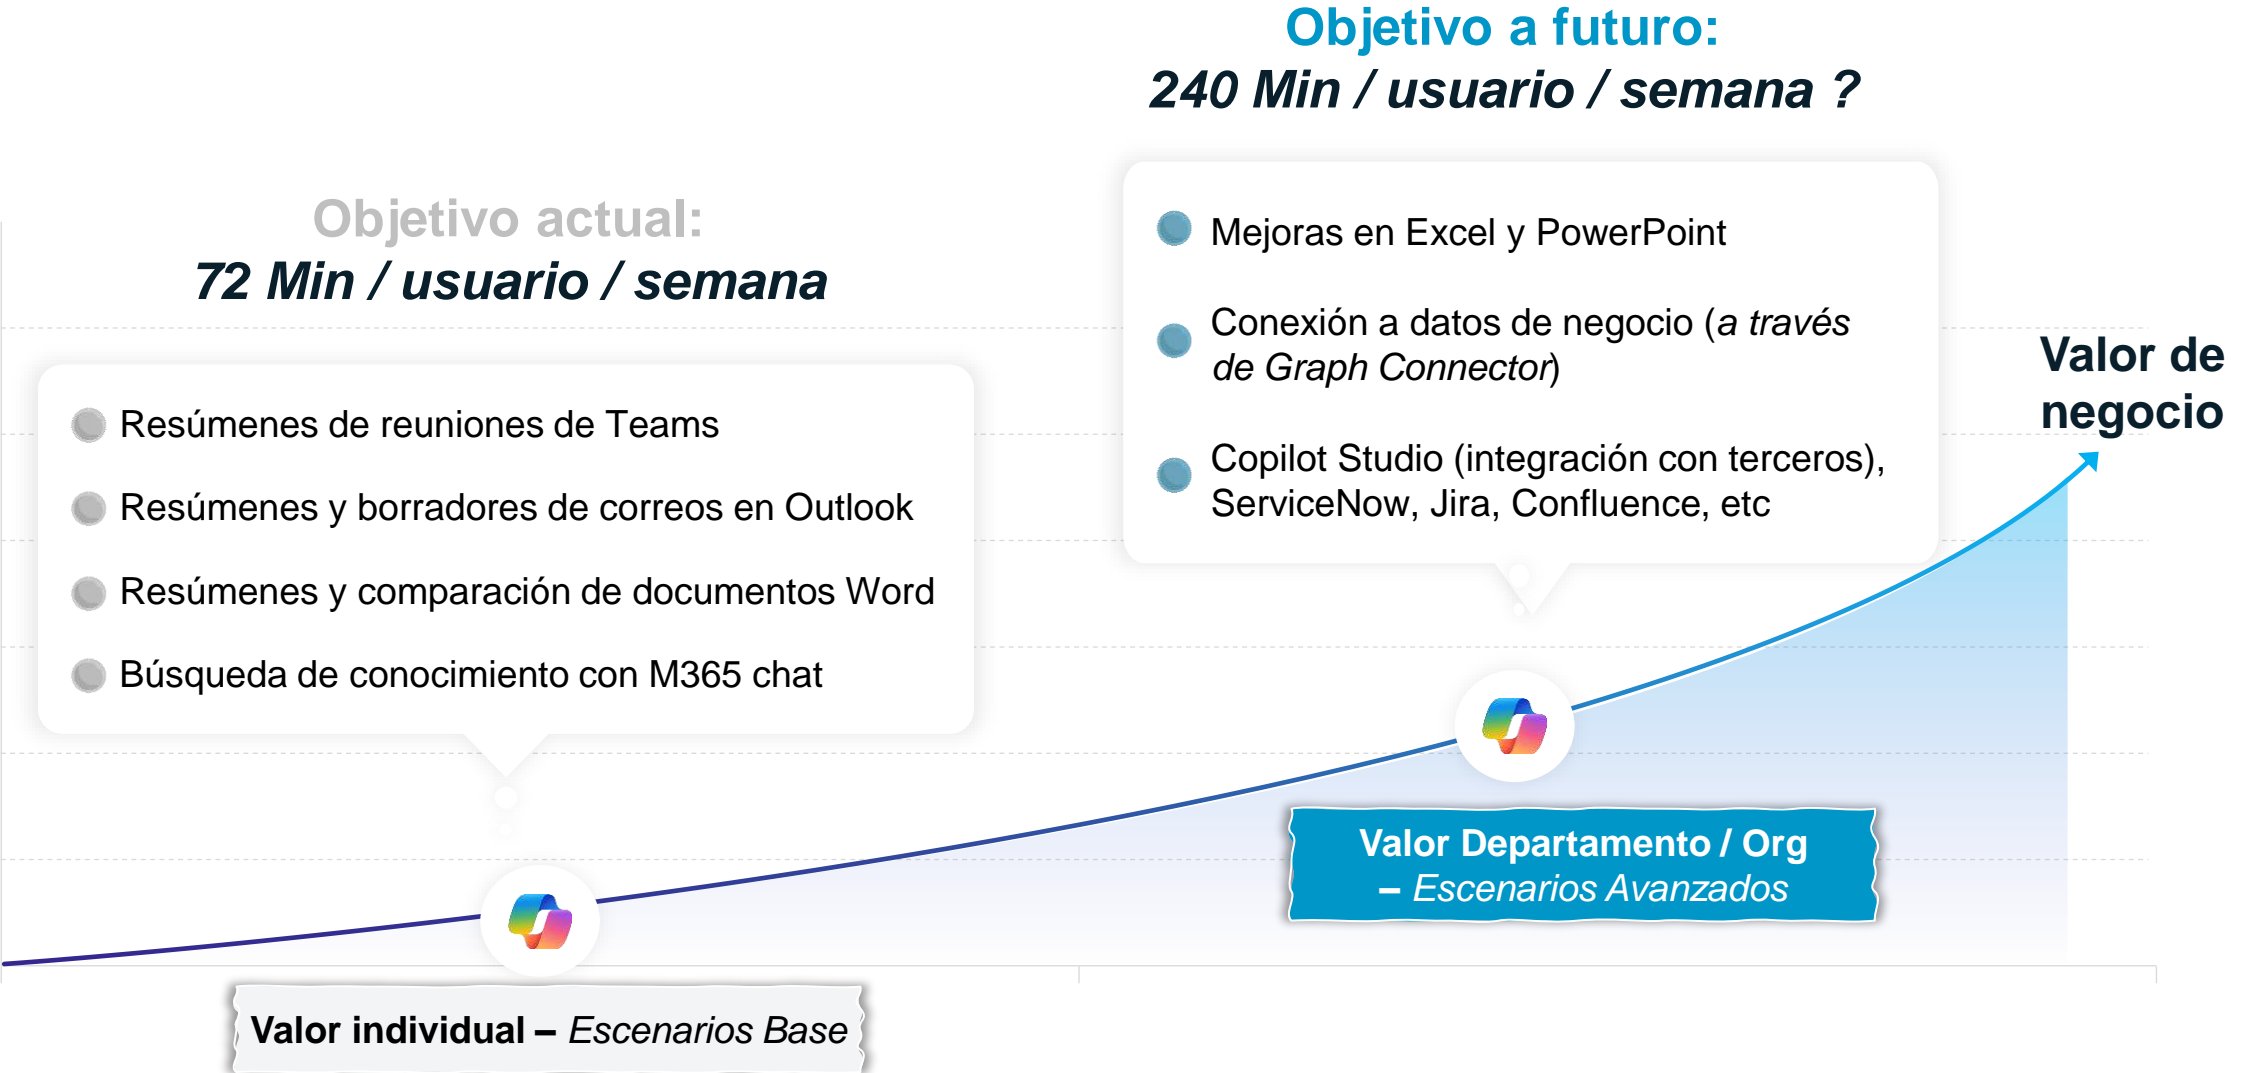 Objetivo a futuro:
240 Min / usuario / semana ?
Objetivo actual:
72 Min / usuario / semana
Resúmenes de reuniones de Teams
Resúmenes y borradores de correos en Outlook
Resúmenes y comparación de documentos Word
Búsqueda de conocimiento con M365 chat
Mejoras en Excel y PowerPoint
Conexión a datos de negocio (a través
de Graph Connector)
Copilot Studio (integración con terceros),
ServiceNow, Jira, Confluence, etc
Valor de
negocio
Valor Departamento / Org
– Escenarios Avanzados
Valor individual – Escenarios Base